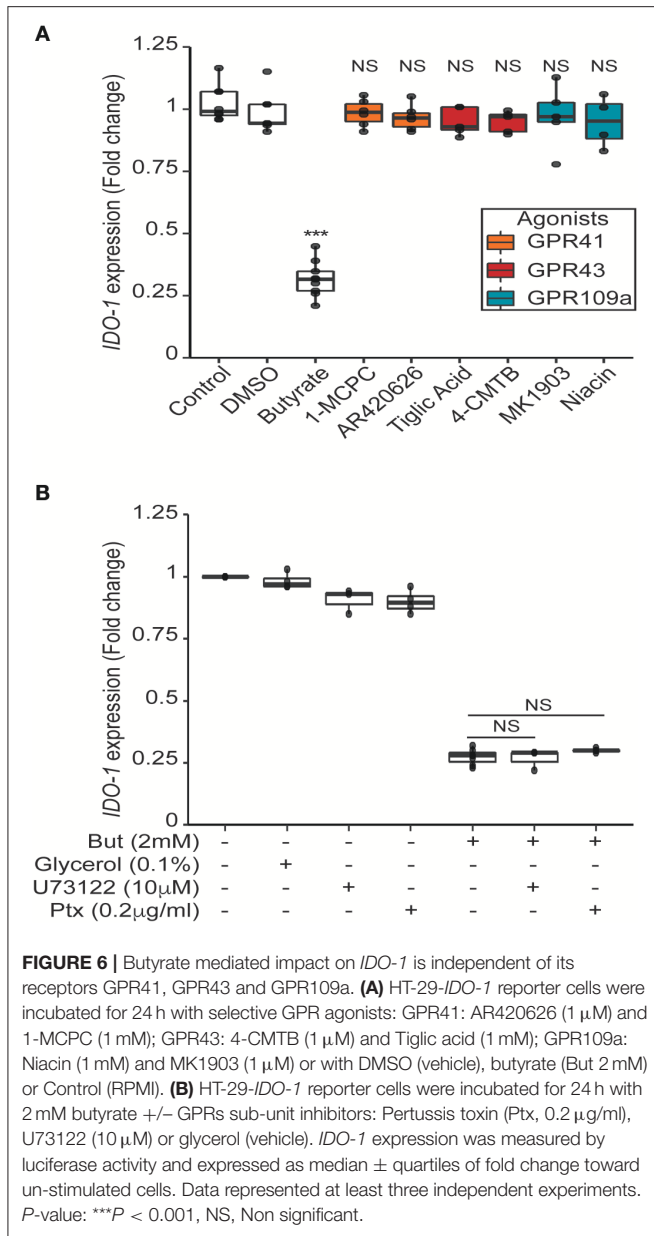 A
IDO-1 expression (Fold change)
1.25
1
0.75
0.5
0.25
0
***
NS NS NS NS NS NS
Agonists
GPR41
GPR43
GPR109a
Control
DMSO
Butyrate
1-MCPC
AR420626
Tiglic Acid
4-CMTB
MK1903
Niacin
B
IDO-1 expression (Fold change)
1.25
1
0.75
0.5
0.25
0
NS
NS
But (2mM) - - - - + + +
Glycerol (0.1%) - + - - - - -
U73122 (10µM) - - + - - + -
Ptx (0.2µg/ml) - - - + - - +
FIGURE 6 | Butyrate mediated impact on IDO-1 is independent of its
receptors GPR41, GPR43 and GPR109a. (A) HT-29-IDO-1 reporter cells were
incubated for 24 h with selective GPR agonists: GPR41: AR420626 (1 µM) and
1-MCPC (1 mM); GPR43: 4-CMTB (1 µM) and Tiglic acid (1 mM); GPR109a:
Niacin (1 mM) and MK1903 (1 µM) or with DMSO (vehicle), butyrate (But 2 mM)
or Control (RPMI). (B) HT-29-IDO-1 reporter cells were incubated for 24 h with
2 mM butyrate +/− GPRs sub-unit inhibitors: Pertussis toxin (Ptx, 0.2 µg/ml),
U73122 (10 µM) or glycerol (vehicle). IDO-1 expression was measured by
luciferase activity and expressed as median ± quartiles of fold change toward
un-stimulated cells. Data represented at least three independent experiments.
P-value: ***P < 0.001, NS, Non significant.